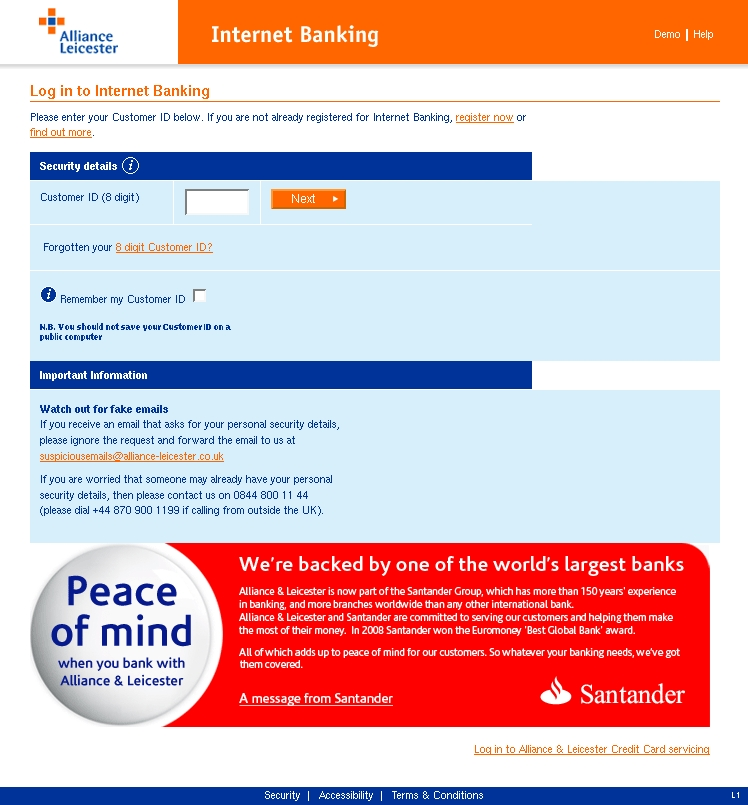 Alliance
Leicester
Internet Banking
Demo | Help
Log in to Internet Banking
Please enter your Customer ID below. If you are not already registered for Internet Banking, register now or
find out more.
Security details i
Customer ID (8 digit)
Next
Forgotten your 8 digit Customer ID?
i Remember my Customer ID
N.B. You should not save your Customer ID on a
public computer
Important Information
Watch out for fake emails
If you receive an email that asks for your personal security details,
please ignore the request and forward the email to us at
suspiciousemails@alliance-leicester.co.uk
If you are worried that someone may already have your personal
security details, then please contact us on 0844 800 11 44
(please dial +44 870 900 1199 if calling from outside the UK).
Peace
of mind
when you bank with
Alliance & Leicester
We're backed by one of the world's largest banks
Alliance & Leicester is now part of the Santander Group, which has more than 150 years' experience
in banking, and more branches worldwide than any other international bank.
Alliance & Leicester and Santander are committed to serving our customers and helping them make
the most of their money. In 2008 Santander won the Euromoney 'Best Global Bank' award.
All of which adds up to peace of mind for our customers. So whatever your banking needs, we've got
them covered.
A message from Santander
Santander
Log in to Alliance & Leicester Credit Card servicing
Security | Accessibility | Terms & Conditions
L1